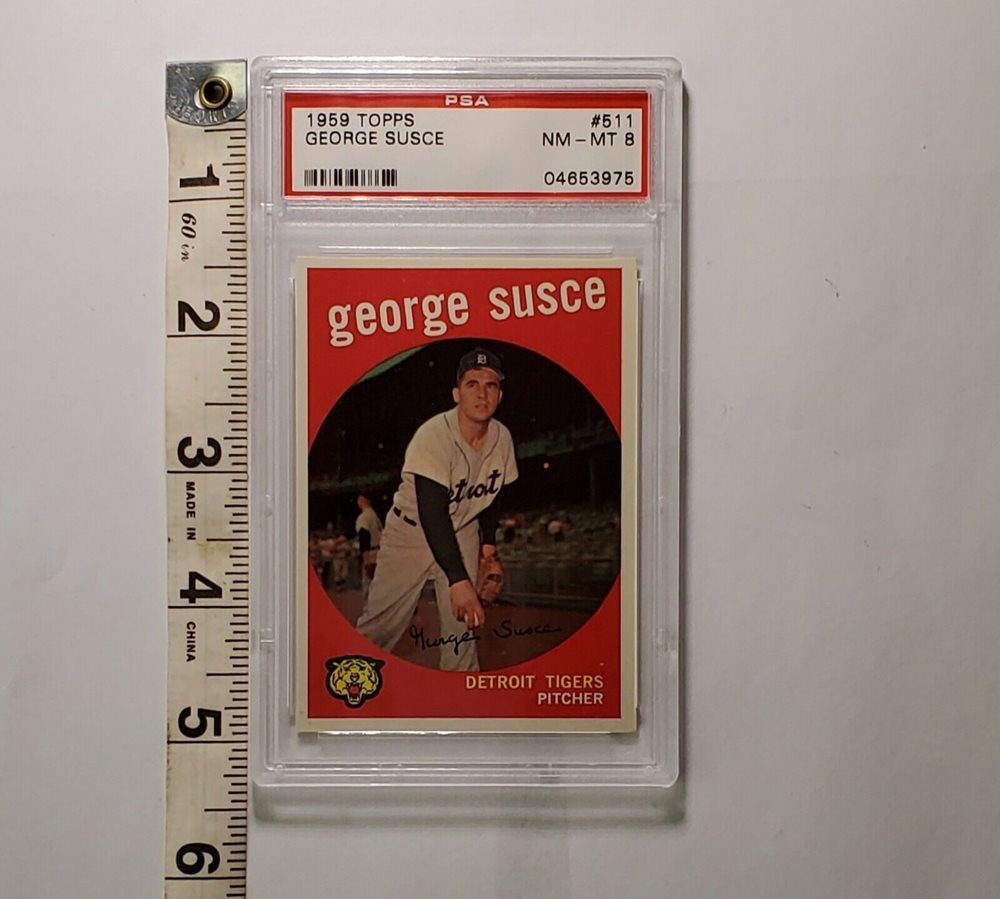 PSA
1959 TOPPS #511
GEORGE SUSCE NM-MT 8
04653975
george susce
Detroit
George Susce
DETROIT TIGERS
PITCHER
1
60 in
2
3
MADE IN
4
CHINA
5
6